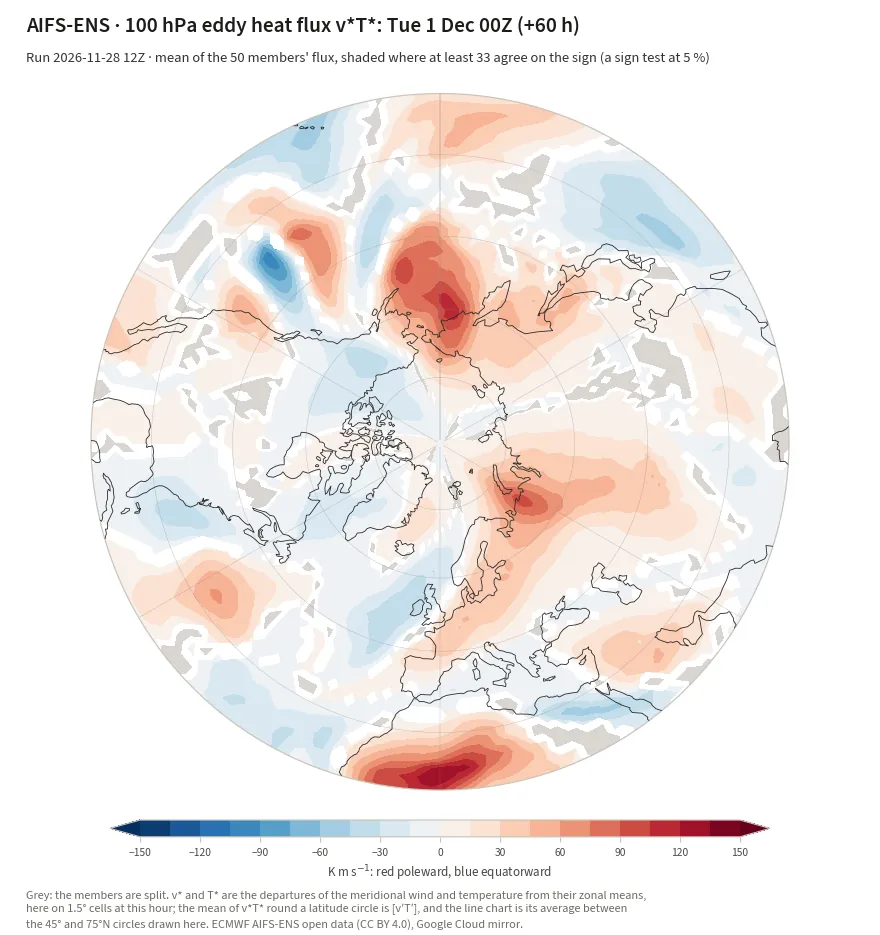 AIFS-ENS · 100 hPa eddy heat flux v*T*: Tue 1 Dec 00Z (+60 h)
Run 2026-11-28 12Z · mean of the 50 members' flux, shaded where at least 33 agree on the sign (a sign test at 5 %)
−150 −120 −90 −60 −30 0 30 60 90 120 150
K m s⁻¹: red poleward, blue equatorward
Grey: the members are split. v* and T* are the departures of the meridional wind and temperature from their zonal means,
here on 1.5° cells at this hour; the mean of v*T* round a latitude circle is [v′T′], and the line chart is its average between
the 45° and 75°N circles drawn here. ECMWF AIFS-ENS open data (CC BY 4.0), Google Cloud mirror.